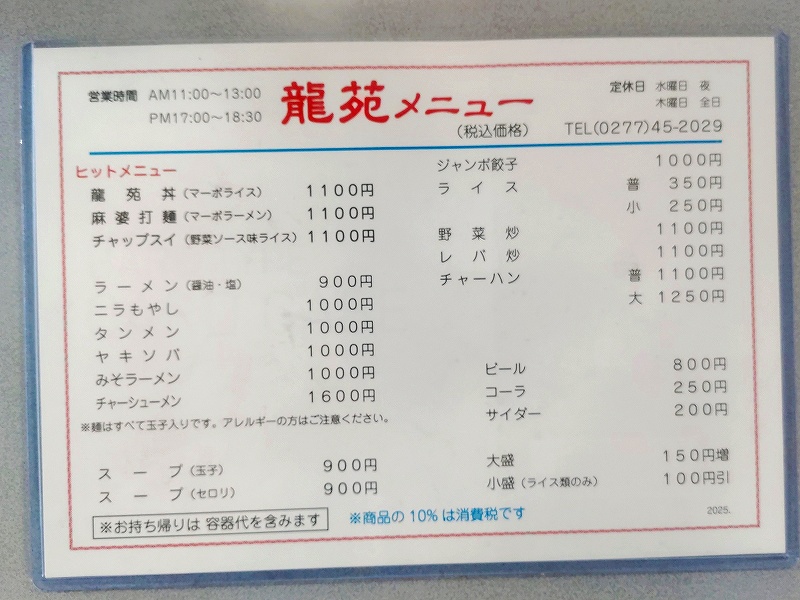 営業時間 AM11:00～13:00
PM17:00～18:30
龍苑メニュー
(税込価格)
定休日 水曜日 夜
木曜日 全日
TEL(0277)45-2029
ヒットメニュー
龍苑丼(マーボライス) 1100円
麻婆打麺(マーボラーメン) 1100円
チャップスイ(野菜ソース味ライス) 1100円
ラーメン(醤油・塩) 900円
ニラもやし 1000円
タンメン 1000円
ヤキソバ 1000円
みそラーメン 1000円
チャーシューメン 1600円
※麺はすべて玉子入りです。アレルギーの方はご注意ください。
スープ(玉子) 900円
スープ(セロリ) 900円
※お持ち帰りは 容器代を含みます
ジャンボ餃子 1000円
ライス 普 350円
小 250円
野菜炒 1100円
レバ炒 1100円
チャーハン 普 1100円
大 1250円
ビール 800円
コーラ 250円
サイダー 200円
大盛 150円増
小盛(ライス類のみ) 100円引
※商品の10%は消費税です
2025.